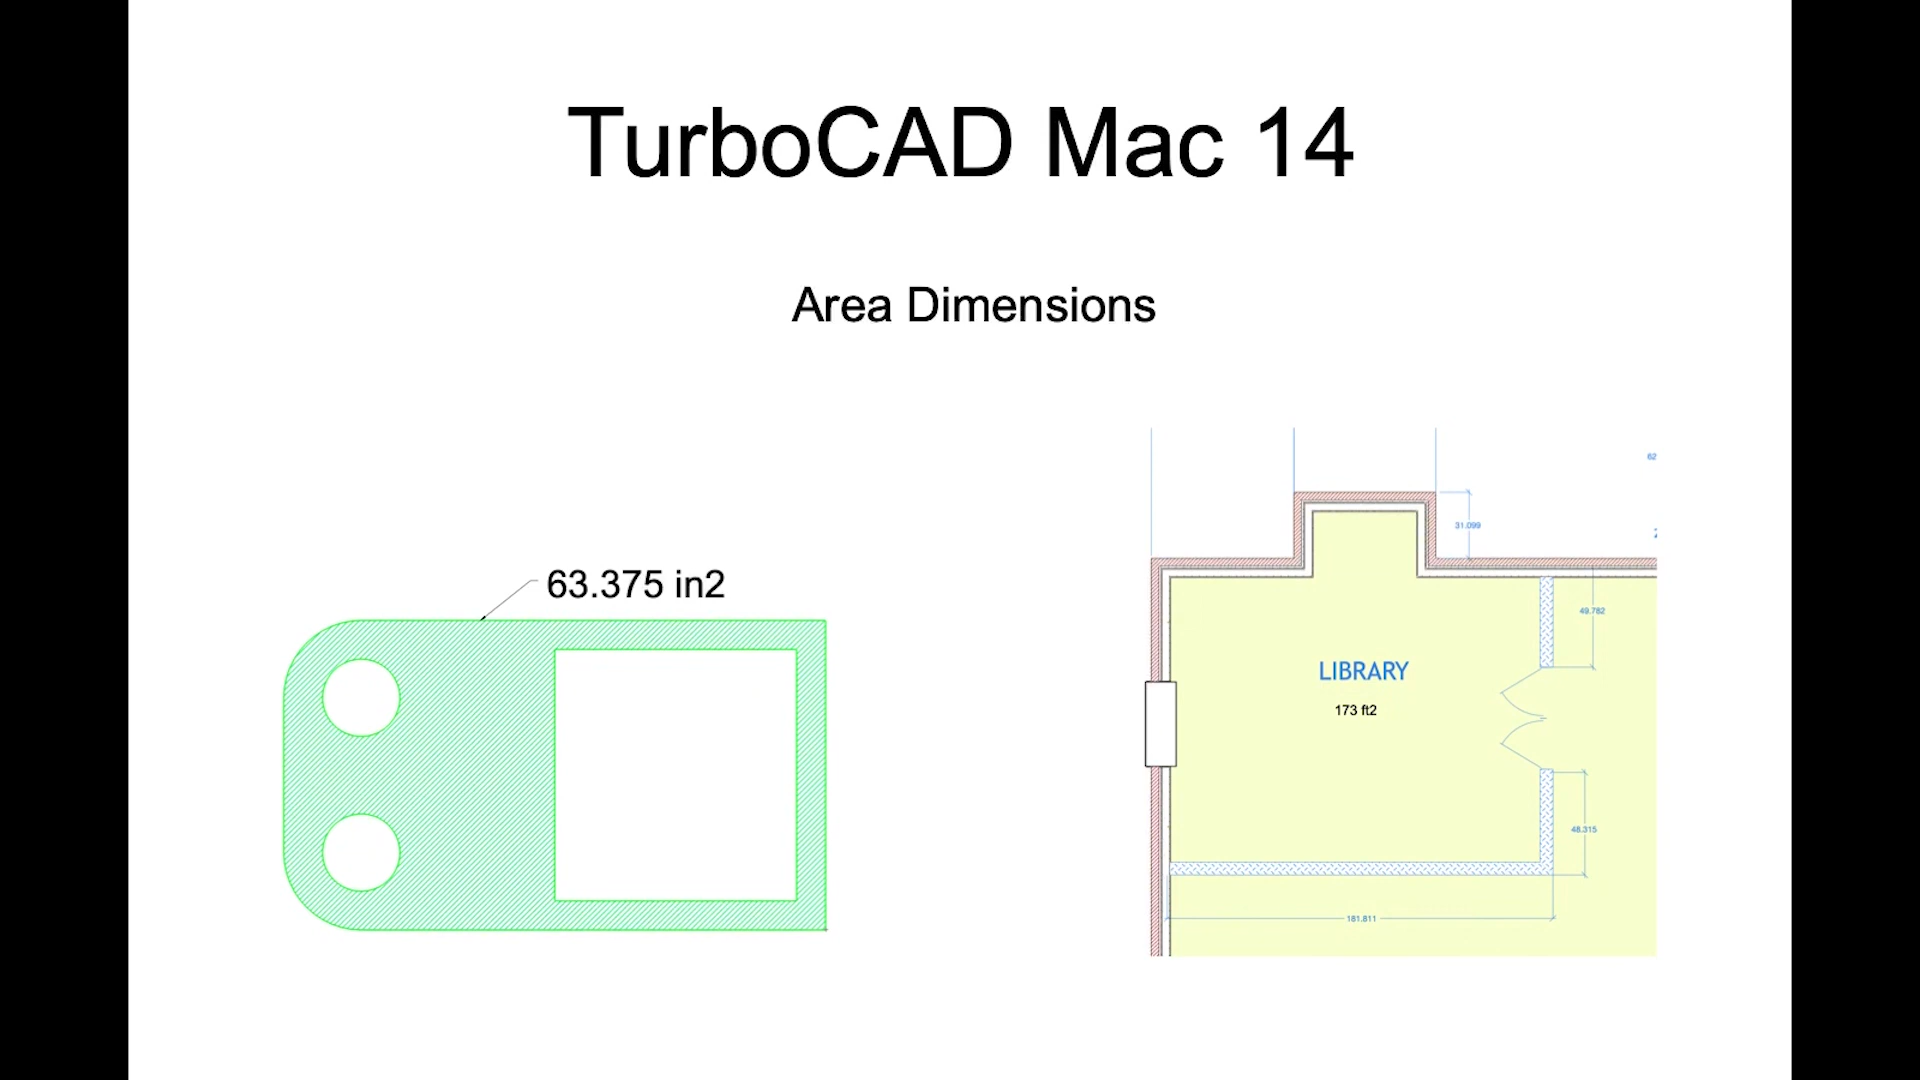 TurboCAD Mac 14
Area Dimensions
62
31.099
63.375 in2
49.782
LIBRARY
173 ft2
48.315
181.811